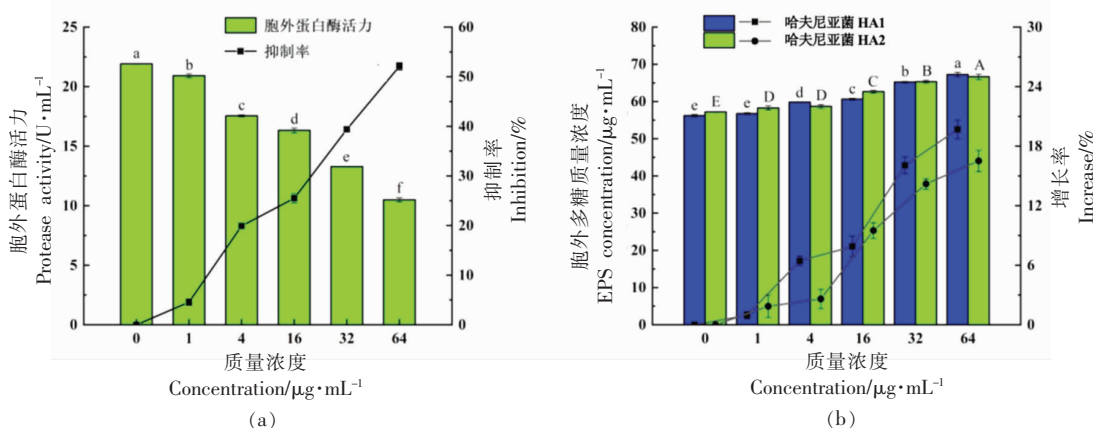 胞外蛋白酶活力
抑制率
a
b
c
d
e
f
25
20
15
10
5
0
60
50
40
30
20
10
0
胞外蛋白酶活力/U·mL⁻¹
Protease activity/U·mL⁻¹
抑制率
Inhibition/%
0 1 4 16 32 64
质量浓度
Concentration/μg·mL⁻¹
(a)
哈夫尼亚菌 HA1
哈夫尼亚菌 HA2
e E e D d D c C b B a A
80
70
60
50
40
30
20
10
0
30
24
18
12
6
0
胞外多糖质量浓度
EPS concentration/μg·mL⁻¹
增长率
Increase/%
0 1 4 16 32 64
质量浓度
Concentration/μg·mL⁻¹
(b)